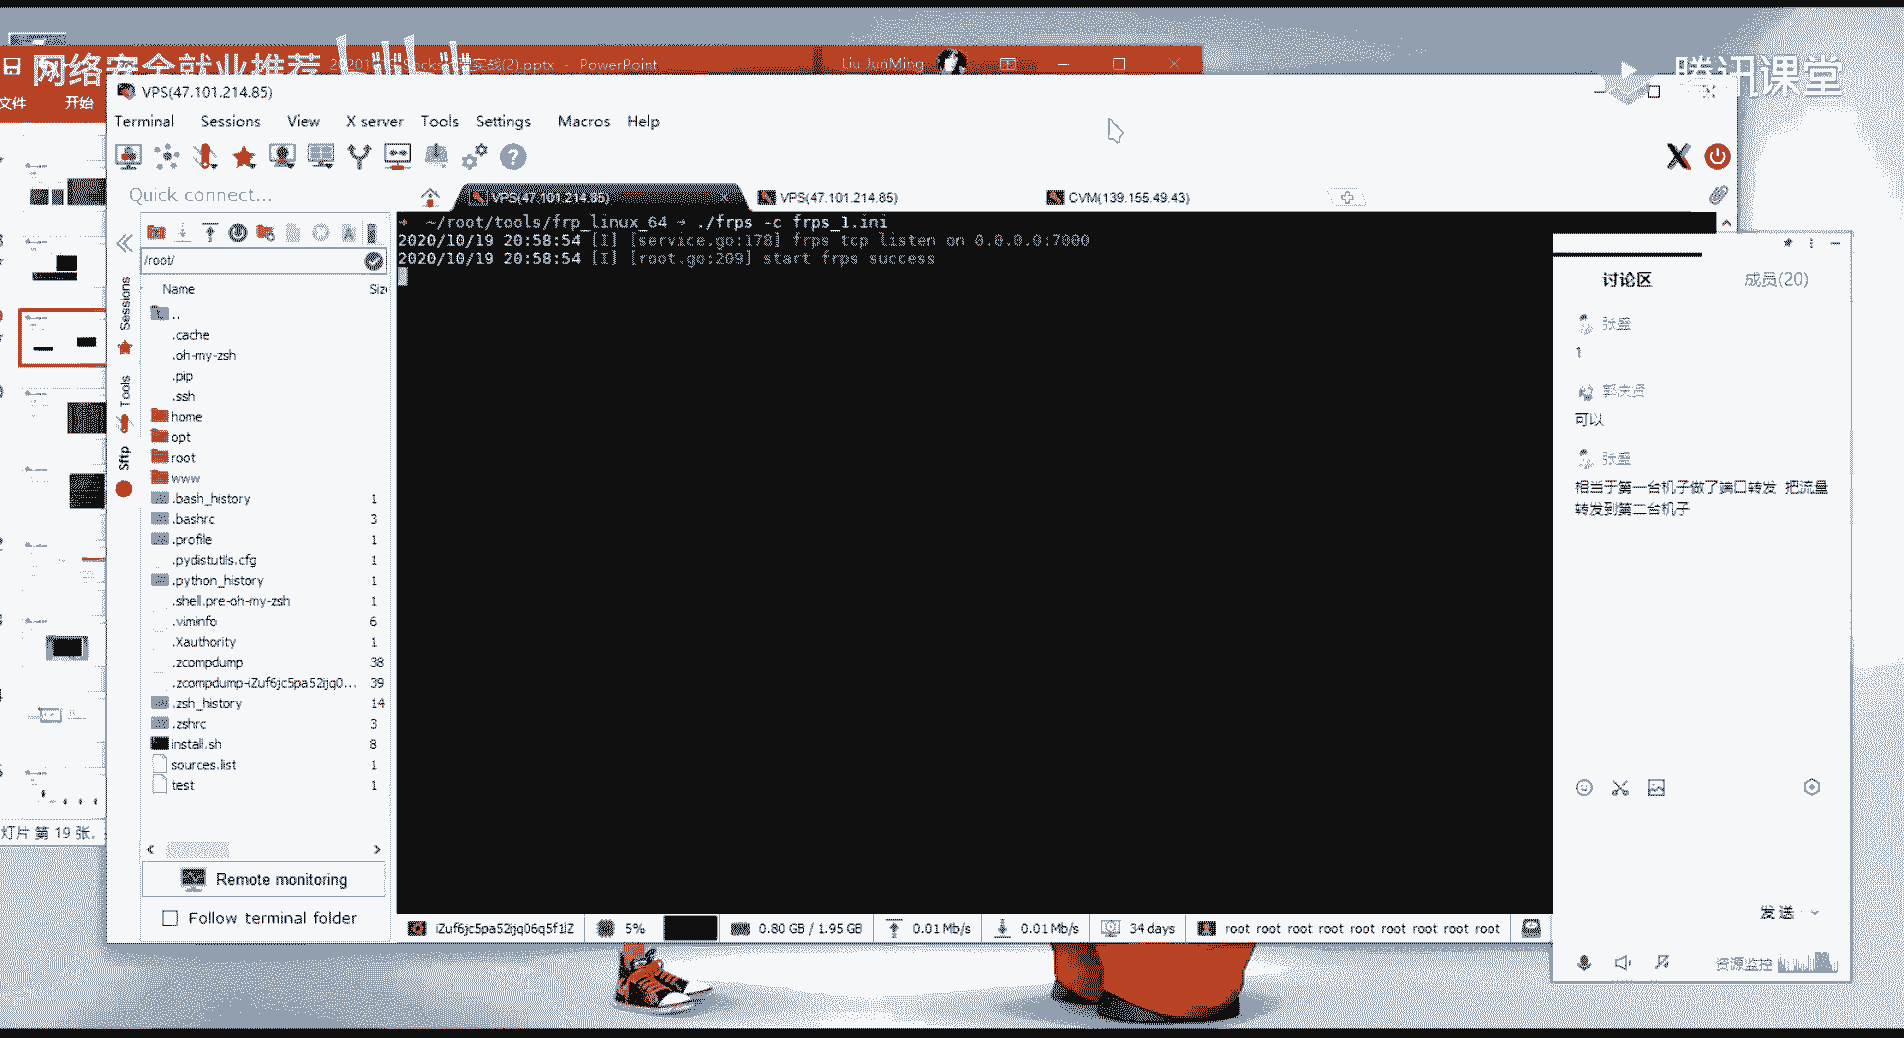 网络安全就业推荐
腾讯课堂
实战(2).pptx - PowerPoint
Liu JunMing
文件
开始
VPS(47.101.214.85)
Terminal Sessions View X server Tools Settings Macros Help
Quick connect...
VPS(47.101.214.85)
VPS(47.101.214.85)
CVM(139.155.49.43)
/root/
Name
..
.cache
.oh-my-zsh
.pip
.ssh
home
opt
root
www
.bash_history 1
.bashrc 3
.profile 1
.pydistutils.cfg 1
.python_history 1
.shell.pre-oh-my-zsh 1
.viminfo 6
.Xauthority 1
.zcompdump 38
.zcompdump-iZuf6jc5pa52ijq0... 39
.zsh_history 14
.zshrc 3
install.sh 8
sources.list 1
test 1
Sessions
Tools
Sftp
Remote monitoring
Follow terminal folder
~/root/tools/frp_linux_64 → ./frps -c frps_1.ini
2020/10/19 20:58:54 [I] [service.go:178] frps tcp listen on 0.0.0.0:7000
2020/10/19 20:58:54 [I] [root.go:209] start frps success
讨论区 成员(20)
张盛
1
可以
张盛
相当于第一台机子做了端口转发 把流量
转发到第二台机子
发送
资源监控
灯片 第 19 张,
5% 0.80 GB / 1.95 GB 0.01 Mb/s 0.01 Mb/s 34 days root root root root root root root root root